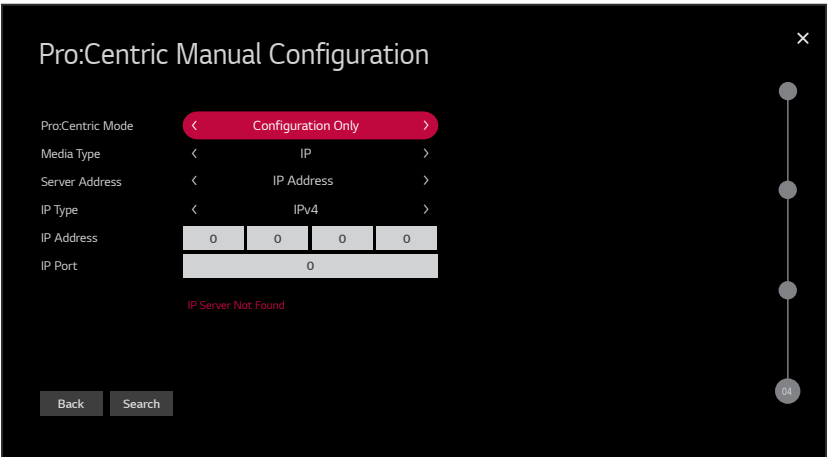 Pro:Centric Manual Configuration
Pro:Centric Mode Configuration Only
Media Type IP
Server Address IP Address
IP Type IPv4
IP Address 0 0 0 0
IP Port 0
IP Server Not Found
Back Search
04